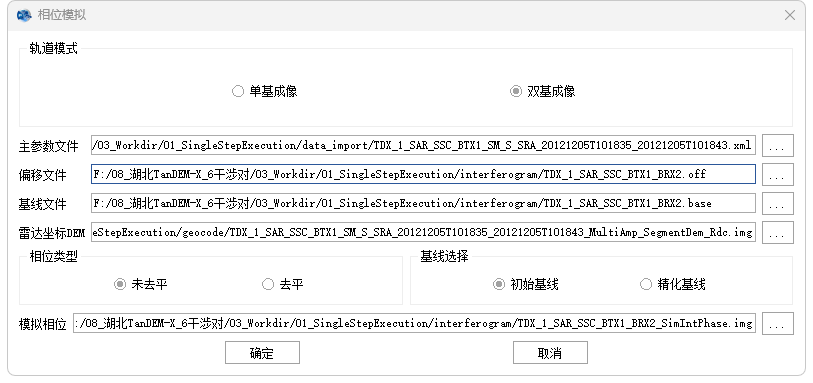 相位模拟
轨道模式
单基成像 双基成像
主参数文件 /03_Workdir/01_SingleStepExecution/data_import/TDX_1_SAR_SSC_BTX1_SM_S_SRA_20121205T101835_20121205T101843.xml ...
偏移文件 F:/08_湖北TanDEM-X_6干涉对/03_Workdir/01_SingleStepExecution/interferogram/TDX_1_SAR_SSC_BTX1_BRX2.off ...
基线文件 F:/08_湖北TanDEM-X_6干涉对/03_Workdir/01_SingleStepExecution/interferogram/TDX_1_SAR_SSC_BTX1_BRX2.base ...
雷达坐标DEM eStepExecution/geocode/TDX_1_SAR_SSC_BTX1_SM_S_SRA_20121205T101835_20121205T101843_MultiAmp_SegmentDem_Rdc.img ...
相位类型 基线选择
未去平 去平 初始基线 精化基线
模拟相位 :/08_湖北TanDEM-X_6干涉对/03_Workdir/01_SingleStepExecution/interferogram/TDX_1_SAR_SSC_BTX1_BRX2_SimIntPhase.img ...
确定 取消